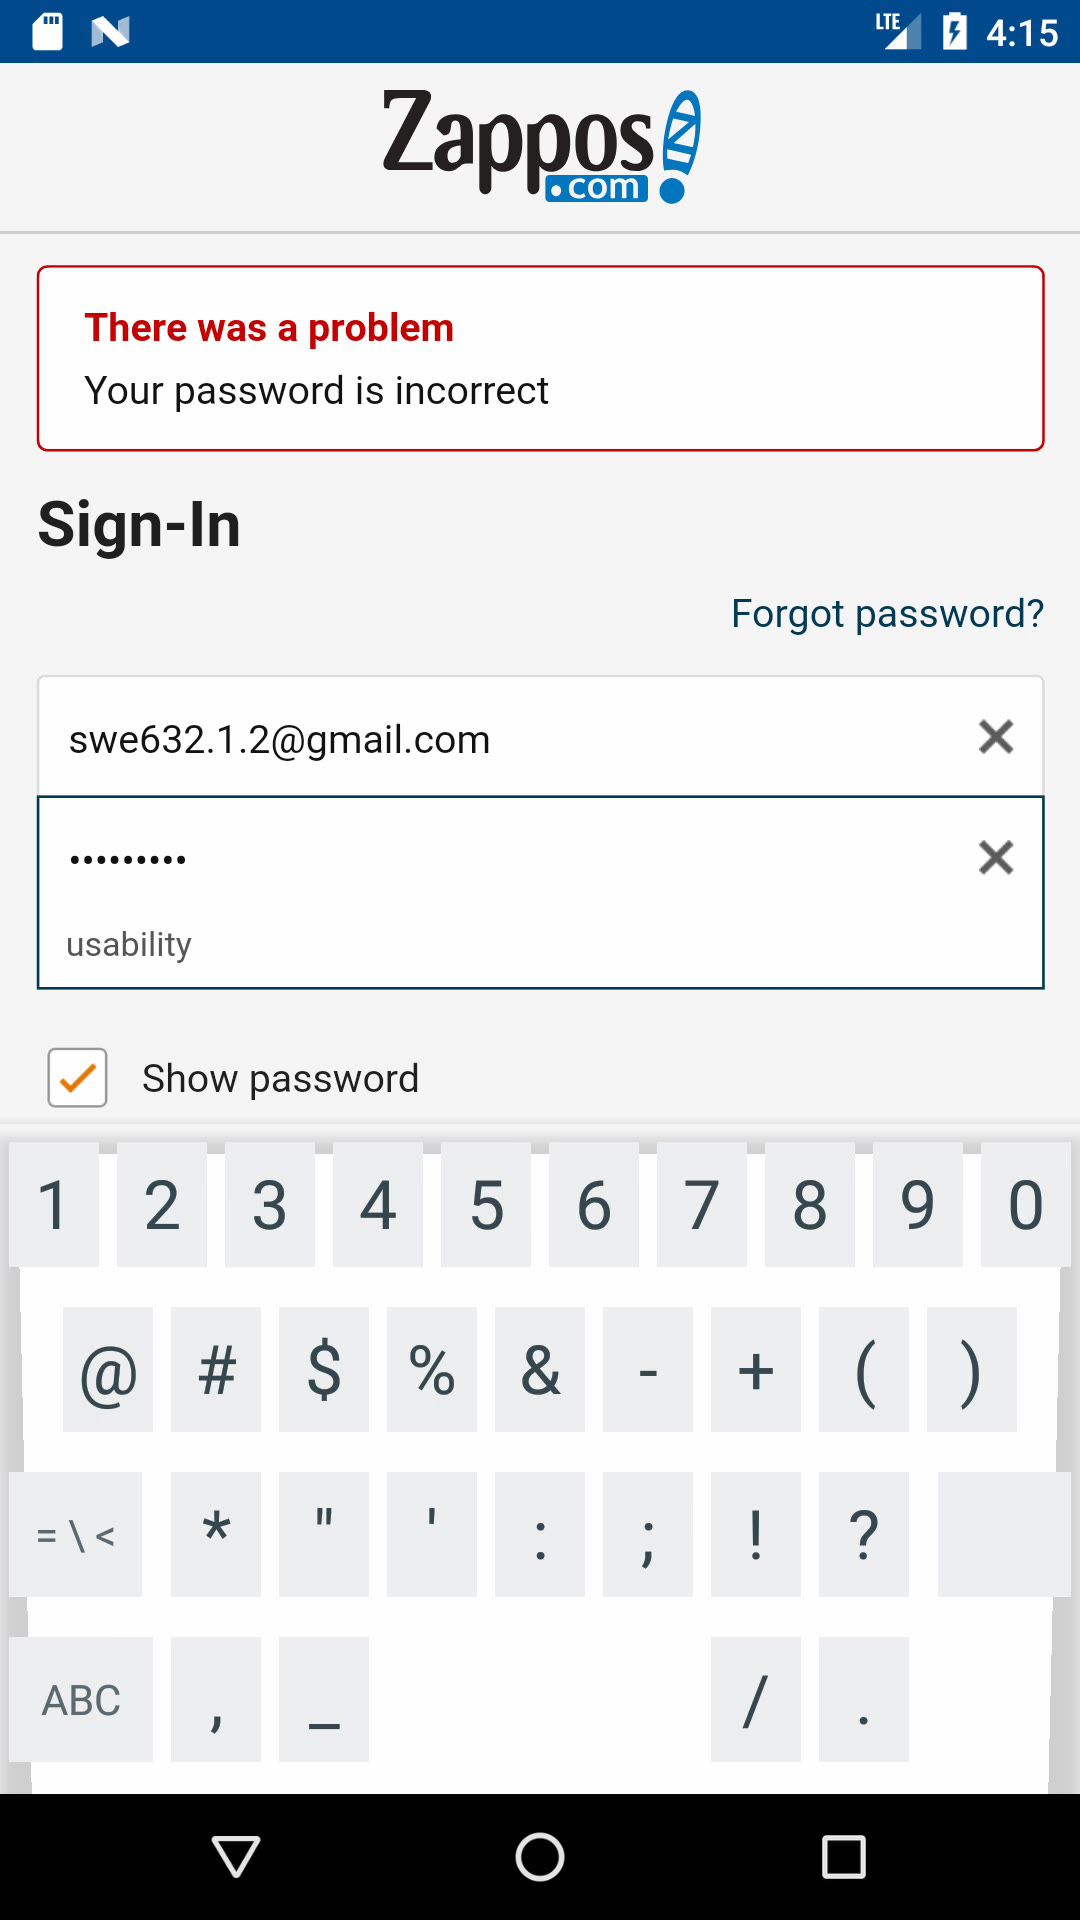 LTE 4:15
Zappos
.com
There was a problem
Your password is incorrect
Sign-In
Forgot password?
swe632.1.2@gmail.com
•••••••••
usability
Show password
1 2 3 4 5 6 7 8 9 0
@ # $ % & - + ( )
= \ < * " ' : ; ! ?
ABC , _ / .